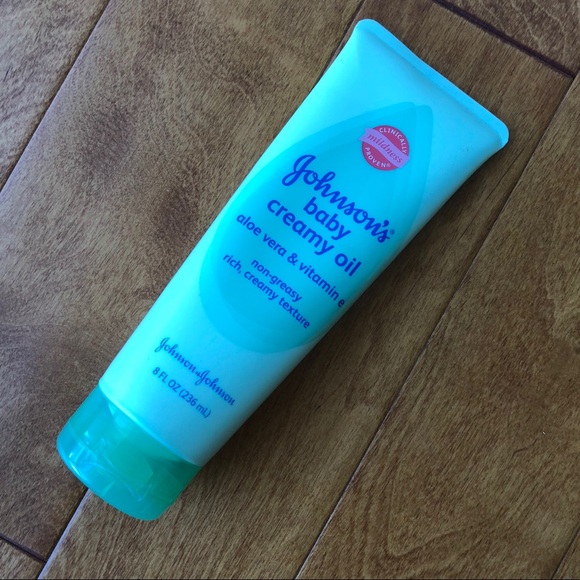 CLINICALLY
mildness
PROVEN®
Johnson's®
baby
creamy oil
aloe vera & vitamin e
non-greasy
rich, creamy texture
Johnson & Johnson
8 FL OZ (236 mL)